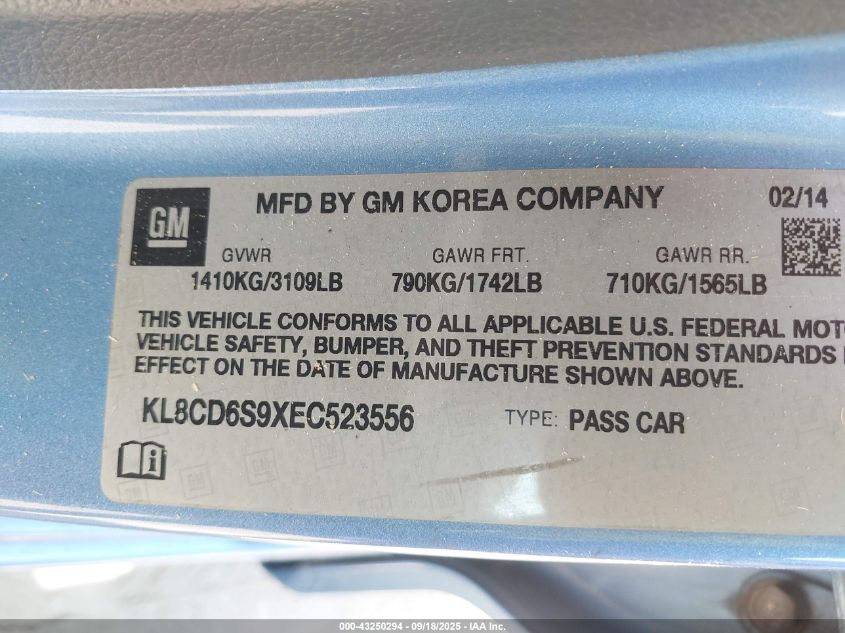 GM
MFD BY GM KOREA COMPANY
02/14
GVWR
GAWR FRT.
GAWR RR.
1410KG/3109LB
790KG/1742LB
710KG/1565LB
THIS VEHICLE CONFORMS TO ALL APPLICABLE U.S. FEDERAL MOT
VEHICLE SAFETY, BUMPER, AND THEFT PREVENTION STANDARDS
EFFECT ON THE DATE OF MANUFACTURE SHOWN ABOVE.
KL8CD6S9XEC523556
TYPE: PASS CAR
000-43250294 - 09/18/2025 - IAA Inc.